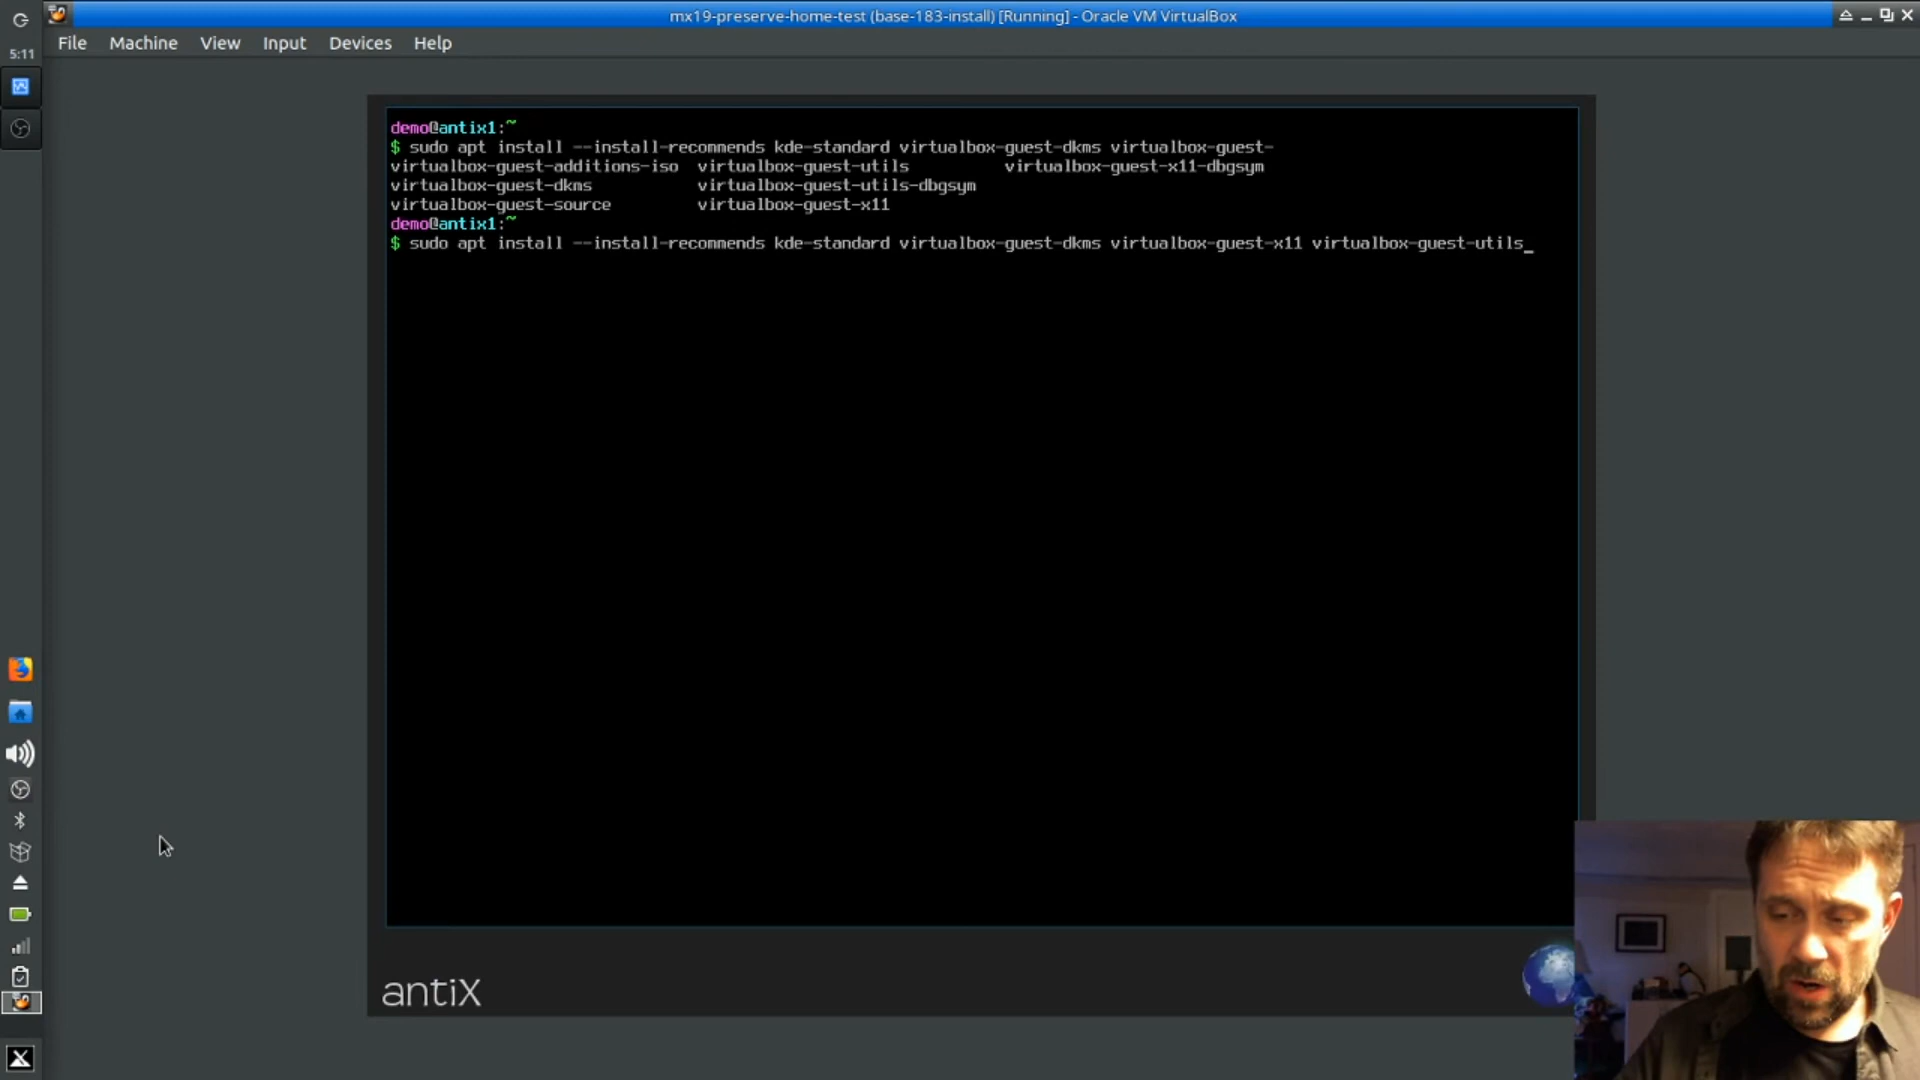 mx19-preserve-home-test (base-183-install) [Running] - Oracle VM VirtualBox
File Machine View Input Devices Help
5:11
demo@antix1:~
$ sudo apt install --install-recommends kde-standard virtualbox-guest-dkms virtualbox-guest-
virtualbox-guest-additions-iso virtualbox-guest-utils virtualbox-guest-x11-dbgsym
virtualbox-guest-dkms virtualbox-guest-utils-dbgsym
virtualbox-guest-source virtualbox-guest-x11
demo@antix1:~
$ sudo apt install --install-recommends kde-standard virtualbox-guest-dkms virtualbox-guest-x11 virtualbox-guest-utils_
antiX